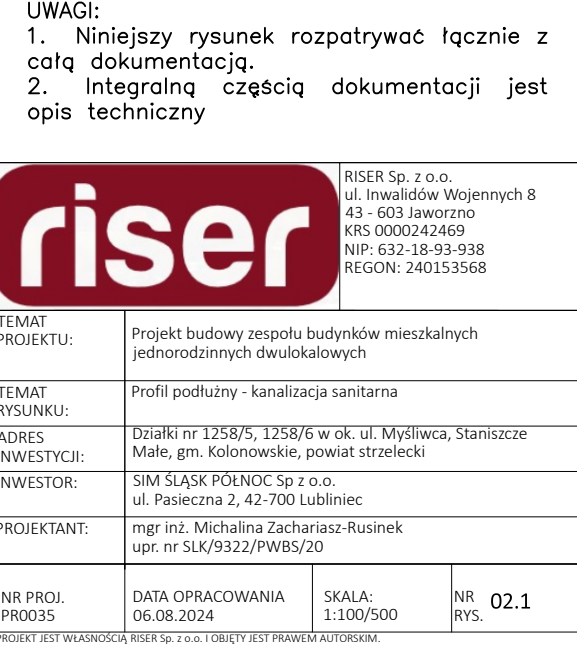 UWAGI:
1. Niniejszy rysunek rozpatrywać łącznie z
całą dokumentacją.
2. Integralną częścią dokumentacji jest
opis techniczny
riser
RISER Sp. z o.o.
ul. Inwalidów Wojennych 8
43 - 603 Jaworzno
KRS 0000242469
NIP: 632-18-93-938
REGON: 240153568
TEMAT
PROJEKTU:
Projekt budowy zespołu budynków mieszkalnych
jednorodzinnych dwulokalowych
TEMAT
RYSUNKU:
Profil podłużny - kanalizacja sanitarna
ADRES
INWESTYCJI:
Działki nr 1258/5, 1258/6 w ok. ul. Myśliwca, Staniszcze
Małe, gm. Kolonowskie, powiat strzelecki
INWESTOR:
SIM ŚLĄSK PÓŁNOC Sp z o.o.
ul. Pasieczna 2, 42-700 Lubliniec
PROJEKTANT:
mgr inż. Michalina Zachariasz-Rusinek
upr. nr SLK/9322/PWBS/20
NR PROJ.
PR0035
DATA OPRACOWANIA
06.08.2024
SKALA:
1:100/500
NR
RYS.
02.1
PROJEKT JEST WŁASNOŚCIĄ RISER Sp. z o.o. I OBJĘTY JEST PRAWEM AUTORSKIM.